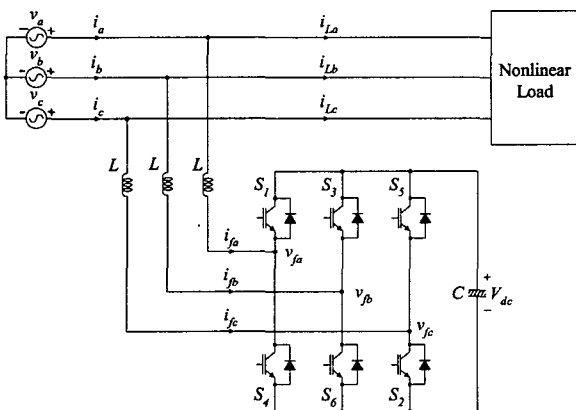 v_a
i_a
i_La
v_b
i_b
i_Lb
v_c
i_c
i_Lc
Nonlinear
Load
L L L
S_1 S_3 S_5
i_fa
v_fa
i_fb
v_fb
C V_dc
i_fc
v_fc
S_4 S_6 S_2